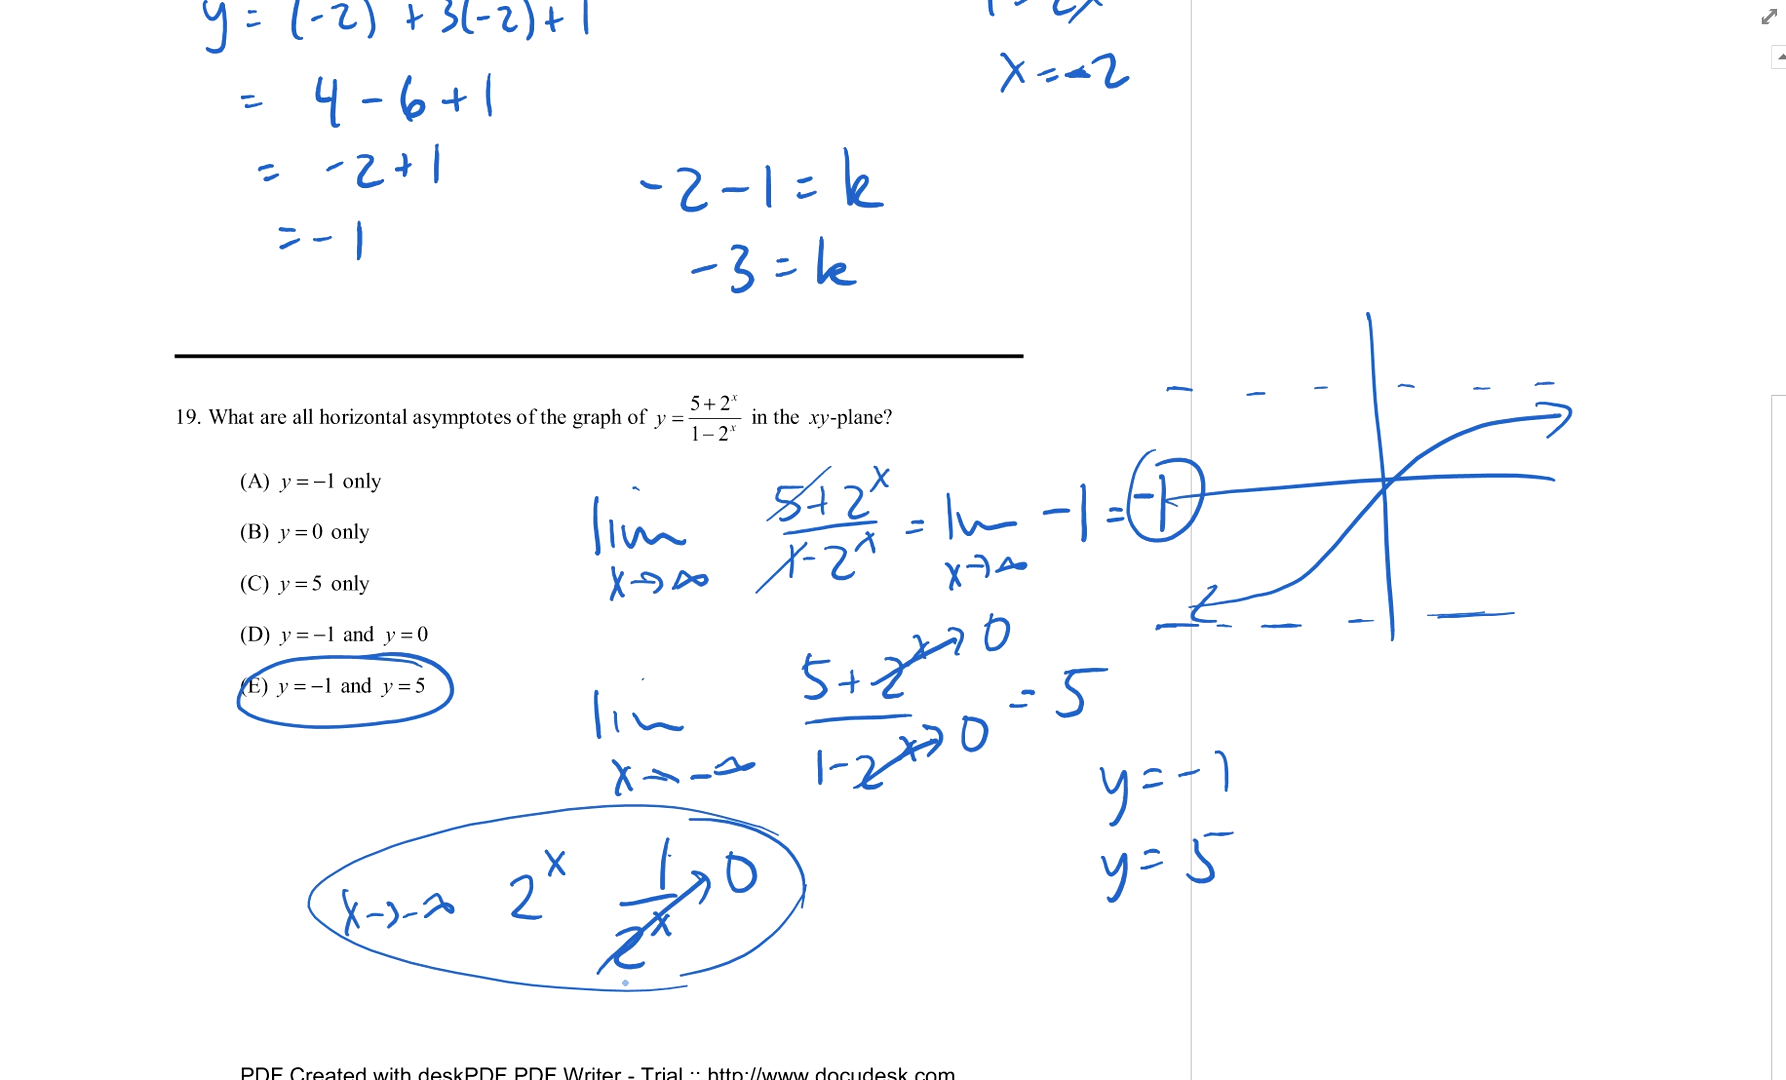 y = (-2) + 3(-2) + 1
= 4 - 6 + 1
= -2 + 1
= -1
x = -2
-2 - 1 = k
-3 = k
19. What are all horizontal asymptotes of the graph of y = (5 + 2^x)/(1 - 2^x) in the xy-plane?
(A) y = -1 only
(B) y = 0 only
(C) y = 5 only
(D) y = -1 and y = 0
(E) y = -1 and y = 5
lim x→∞ (5 + 2^x)/(1 - 2^x) = lim x→∞ -1 = -1
lim x→-∞ (5 + 2^x→0)/(1 - 2^x→0) = 5
y = -1
y = 5
x→-∞ 2^x 1/2^x →0
PDF Created with deskPDF PDF Writer - Trial :: http://www.docudesk.com